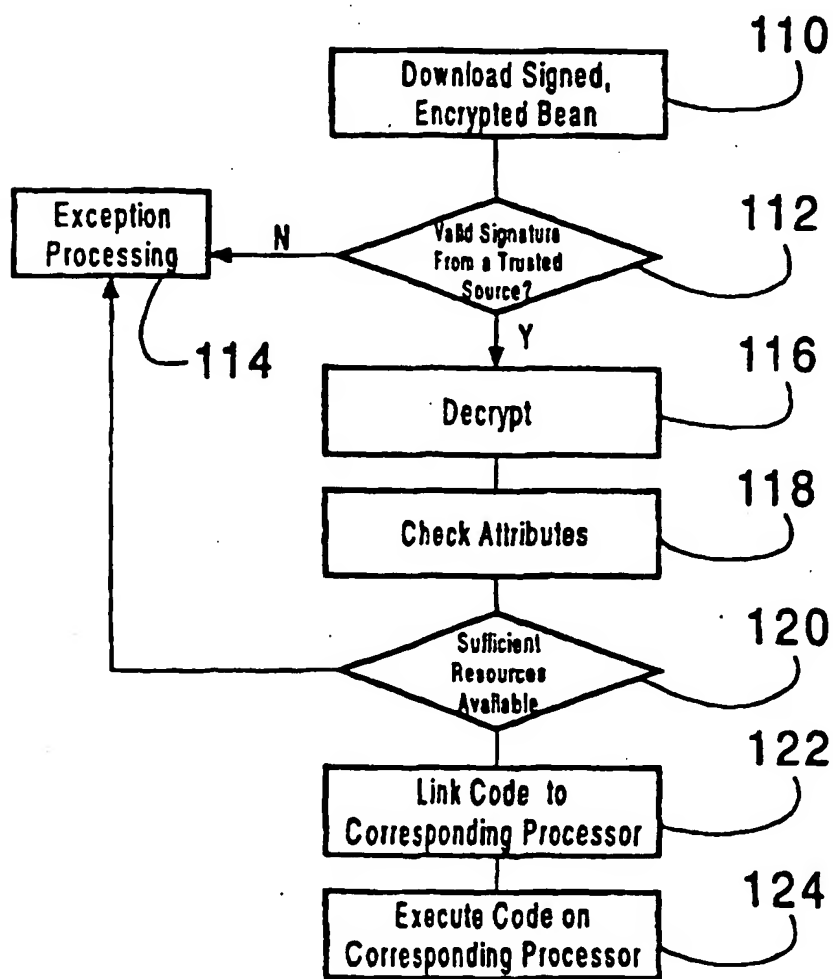 110
Download Signed,
Encrypted Bean
112
Valid Signature
From a Trusted
Source?
N
Exception
Processing
114
Y
116
Decrypt
118
Check Attributes
120
Sufficient
Resources
Available
122
Link Code to
Corresponding Processor
124
Execute Code on
Corresponding Processor